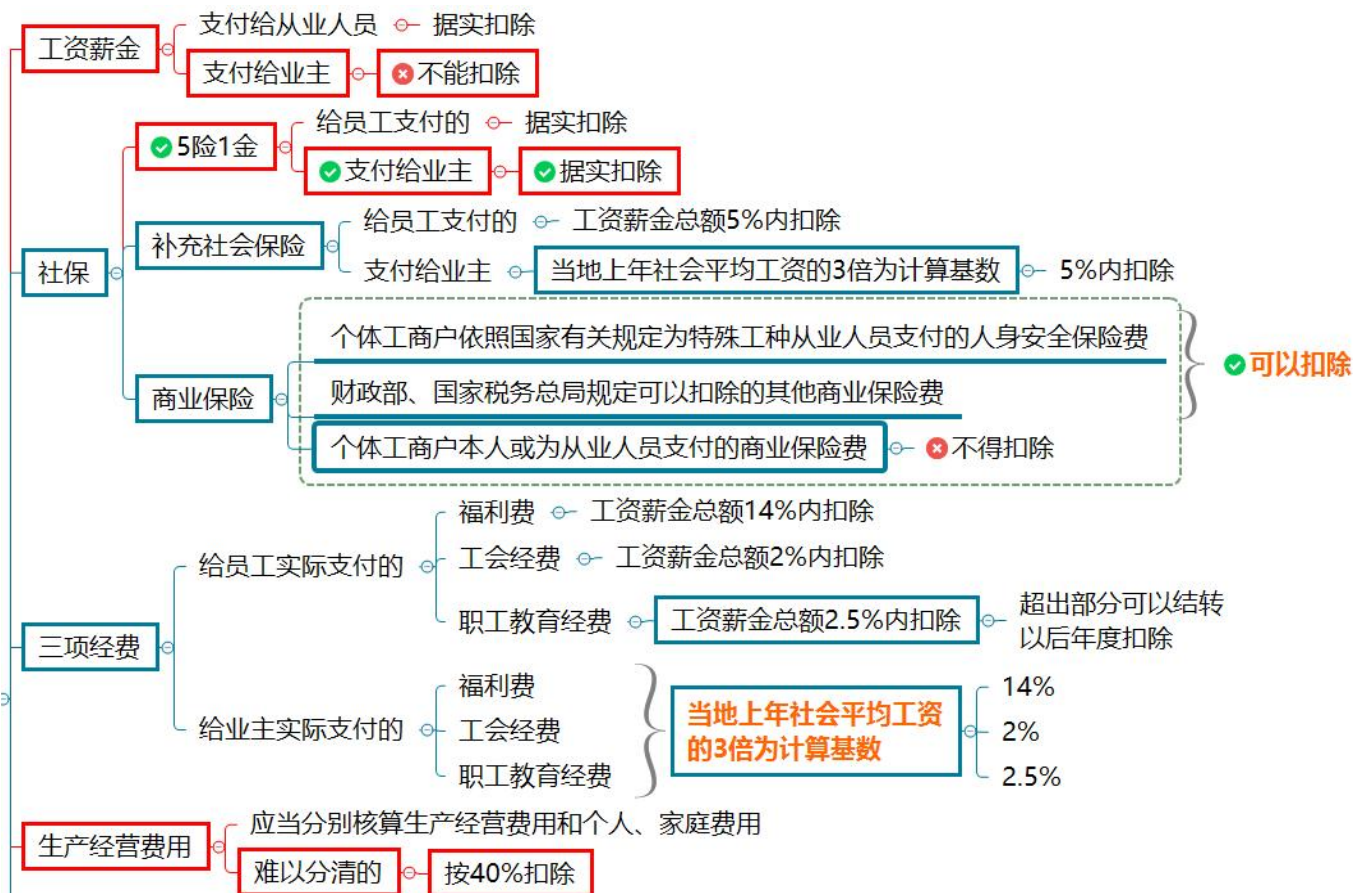 工资薪金
支付给从业人员
据实扣除
支付给业主
不能扣除
社保
5险1金
给员工支付的
据实扣除
支付给业主
据实扣除
补充社会保险
给员工支付的
工资薪金总额5%内扣除
支付给业主
当地上年社会平均工资的3倍为计算基数
5%内扣除
商业保险
个体工商户依照国家有关规定为特殊工种从业人员支付的人身安全保险费
财政部、国家税务总局规定可以扣除的其他商业保险费
可以扣除
个体工商户本人或为从业人员支付的商业保险费
不得扣除
三项经费
给员工实际支付的
福利费
工资薪金总额14%内扣除
工会经费
工资薪金总额2%内扣除
职工教育经费
工资薪金总额2.5%内扣除
超出部分可以结转
以后年度扣除
给业主实际支付的
福利费
工会经费
职工教育经费
当地上年社会平均工资
的3倍为计算基数
14%
2%
2.5%
生产经营费用
应当分别核算生产经营费用和个人、家庭费用
难以分清的
按40%扣除